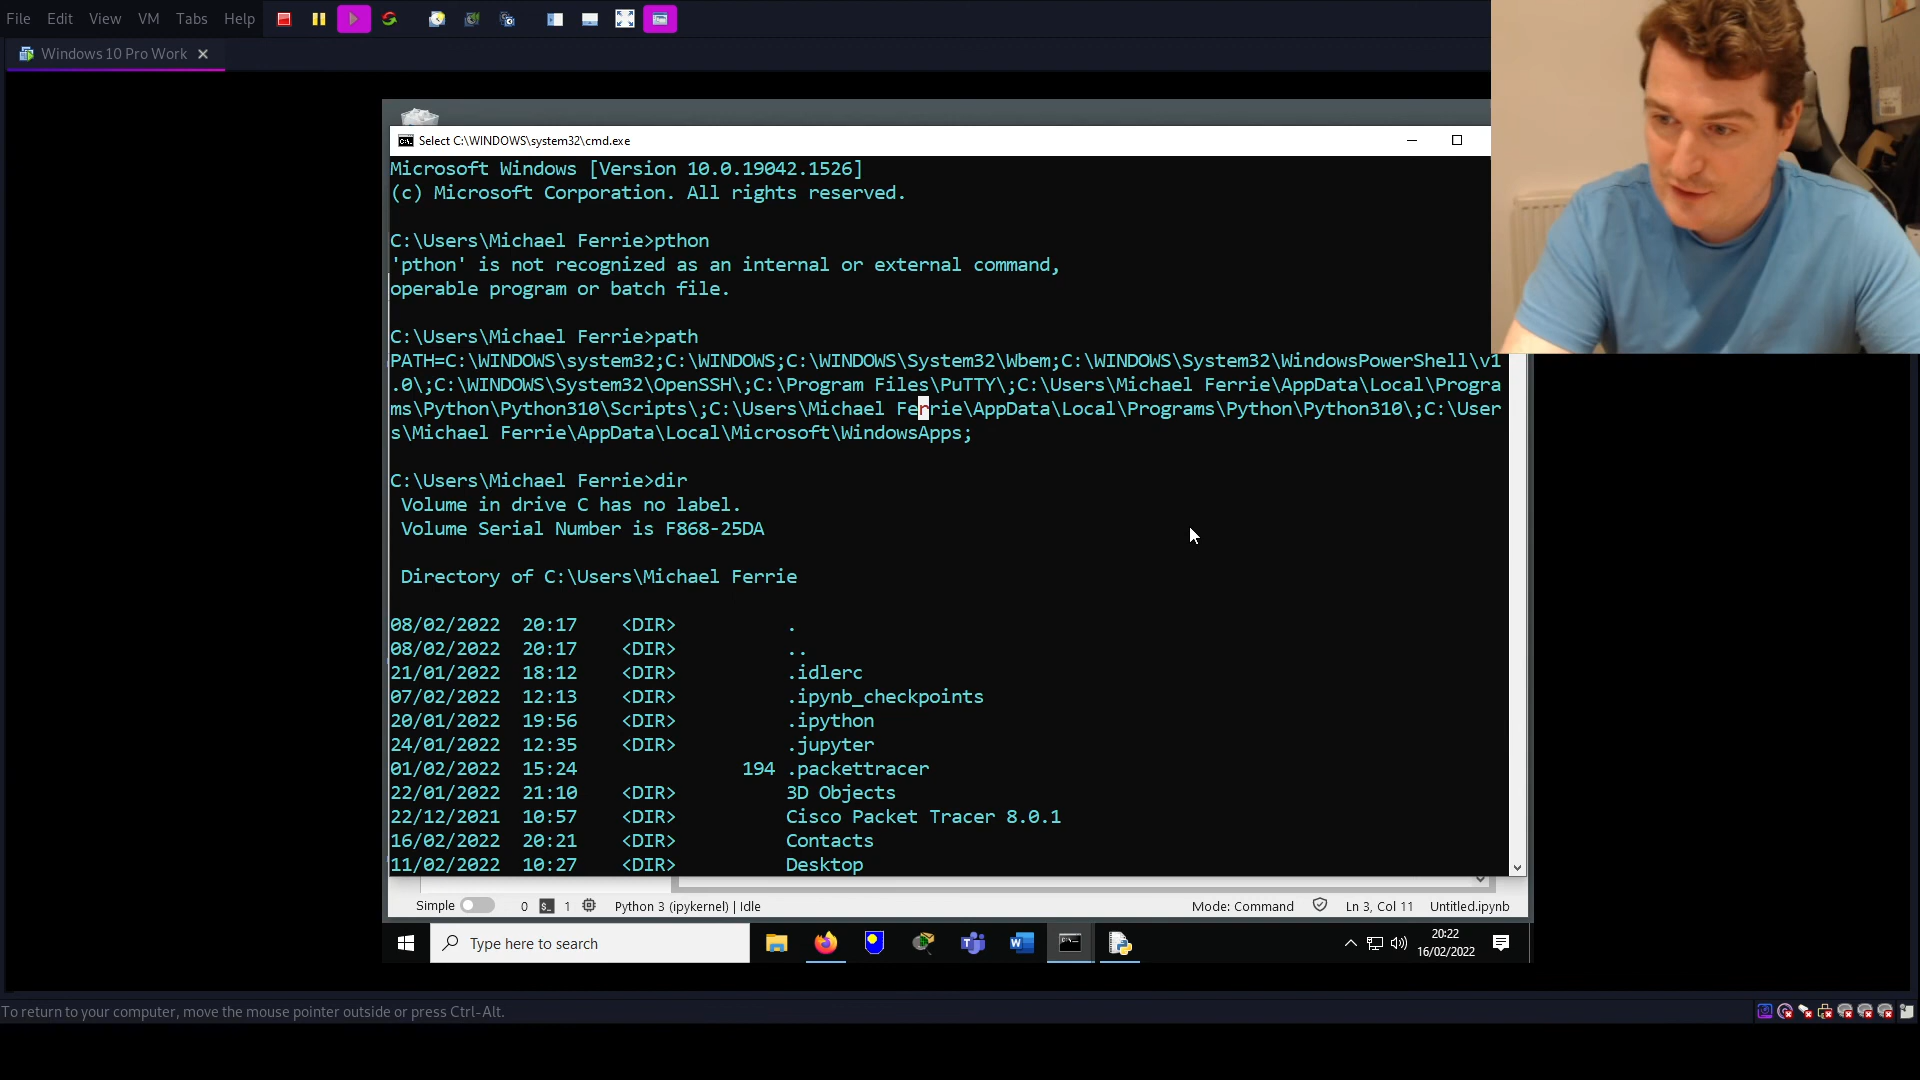 File Edit View VM Tabs Help
Windows 10 Pro Work
Select C:\WINDOWS\system32\cmd.exe
Microsoft Windows [Version 10.0.19042.1526]
(c) Microsoft Corporation. All rights reserved.
C:\Users\Michael Ferrie>pthon
'pthon' is not recognized as an internal or external command,
operable program or batch file.
C:\Users\Michael Ferrie>path
PATH=C:\WINDOWS\system32;C:\WINDOWS;C:\WINDOWS\System32\Wbem;C:\WINDOWS\System32\WindowsPowerShell\v1
.0\;C:\WINDOWS\System32\OpenSSH\;C:\Program Files\PuTTY\;C:\Users\Michael Ferrie\AppData\Local\Progra
ms\Python\Python310\Scripts\;C:\Users\Michael Ferrie\AppData\Local\Programs\Python\Python310\;C:\User
s\Michael Ferrie\AppData\Local\Microsoft\WindowsApps;
C:\Users\Michael Ferrie>dir
Volume in drive C has no label.
Volume Serial Number is F868-25DA
Directory of C:\Users\Michael Ferrie
08/02/2022 20:17 <DIR> .
08/02/2022 20:17 <DIR> ..
21/01/2022 18:12 <DIR> .idlerc
07/02/2022 12:13 <DIR> .ipynb_checkpoints
20/01/2022 19:56 <DIR> .ipython
24/01/2022 12:35 <DIR> .jupyter
01/02/2022 15:24 194 .packettracer
22/01/2022 21:10 <DIR> 3D Objects
22/12/2021 10:57 <DIR> Cisco Packet Tracer 8.0.1
16/02/2022 20:21 <DIR> Contacts
11/02/2022 10:27 <DIR> Desktop
Simple 0 1 Python 3 (ipykernel) | Idle Mode: Command Ln 3, Col 11 Untitled.ipynb
Type here to search
20:22
16/02/2022
To return to your computer, move the mouse pointer outside or press Ctrl-Alt.